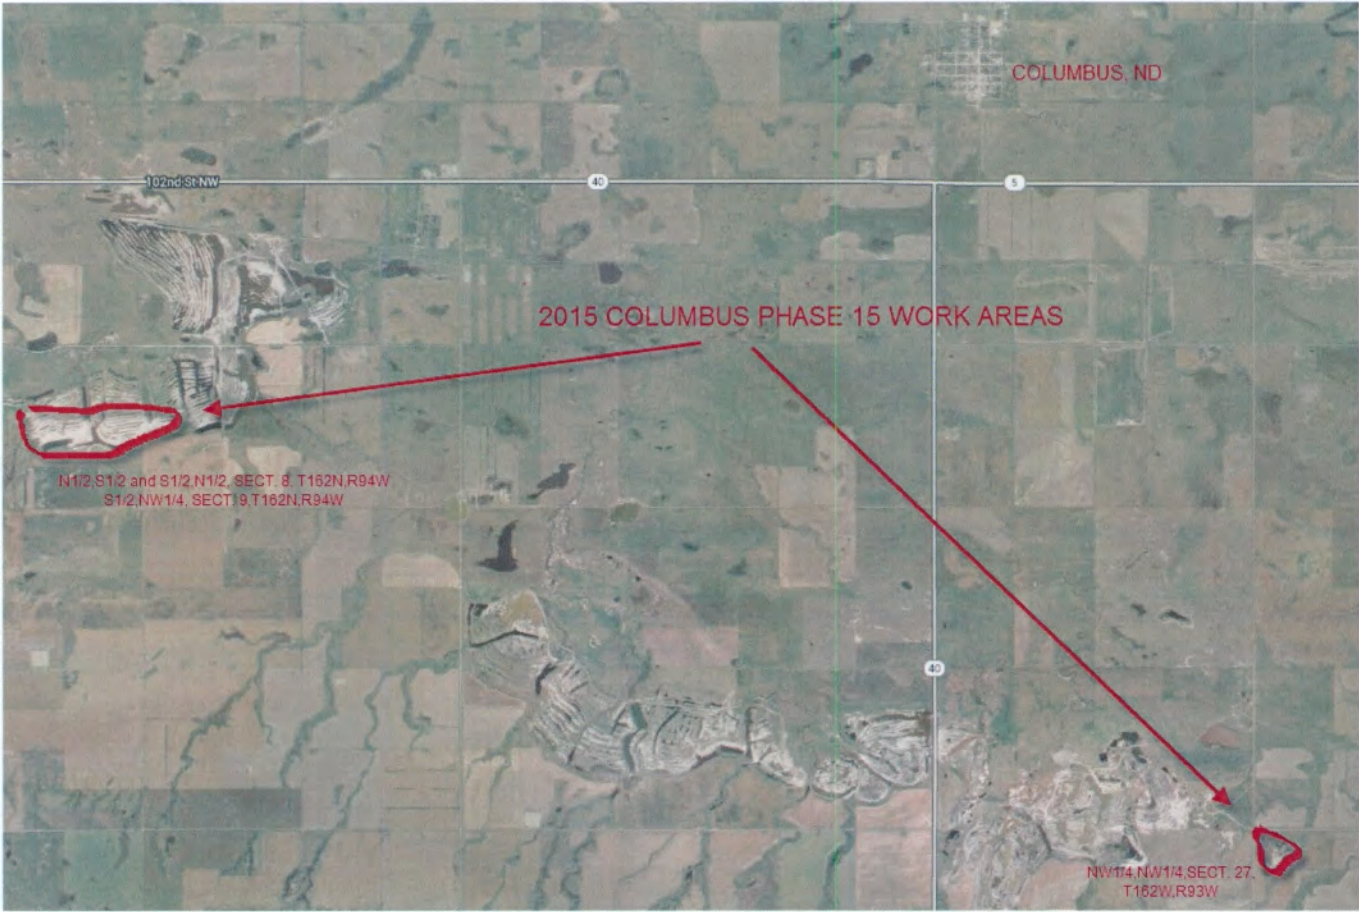 COLUMBUS, ND
102nd St NW
40
5
2015 COLUMBUS PHASE 15 WORK AREAS
N1/2,S1/2 and S1/2,N1/2, SECT. 8, T162N,R94W
S1/2,NW1/4, SECT. 9,T162N,R94W
40
NW1/4,NW1/4,SECT. 27,
T162W,R93W